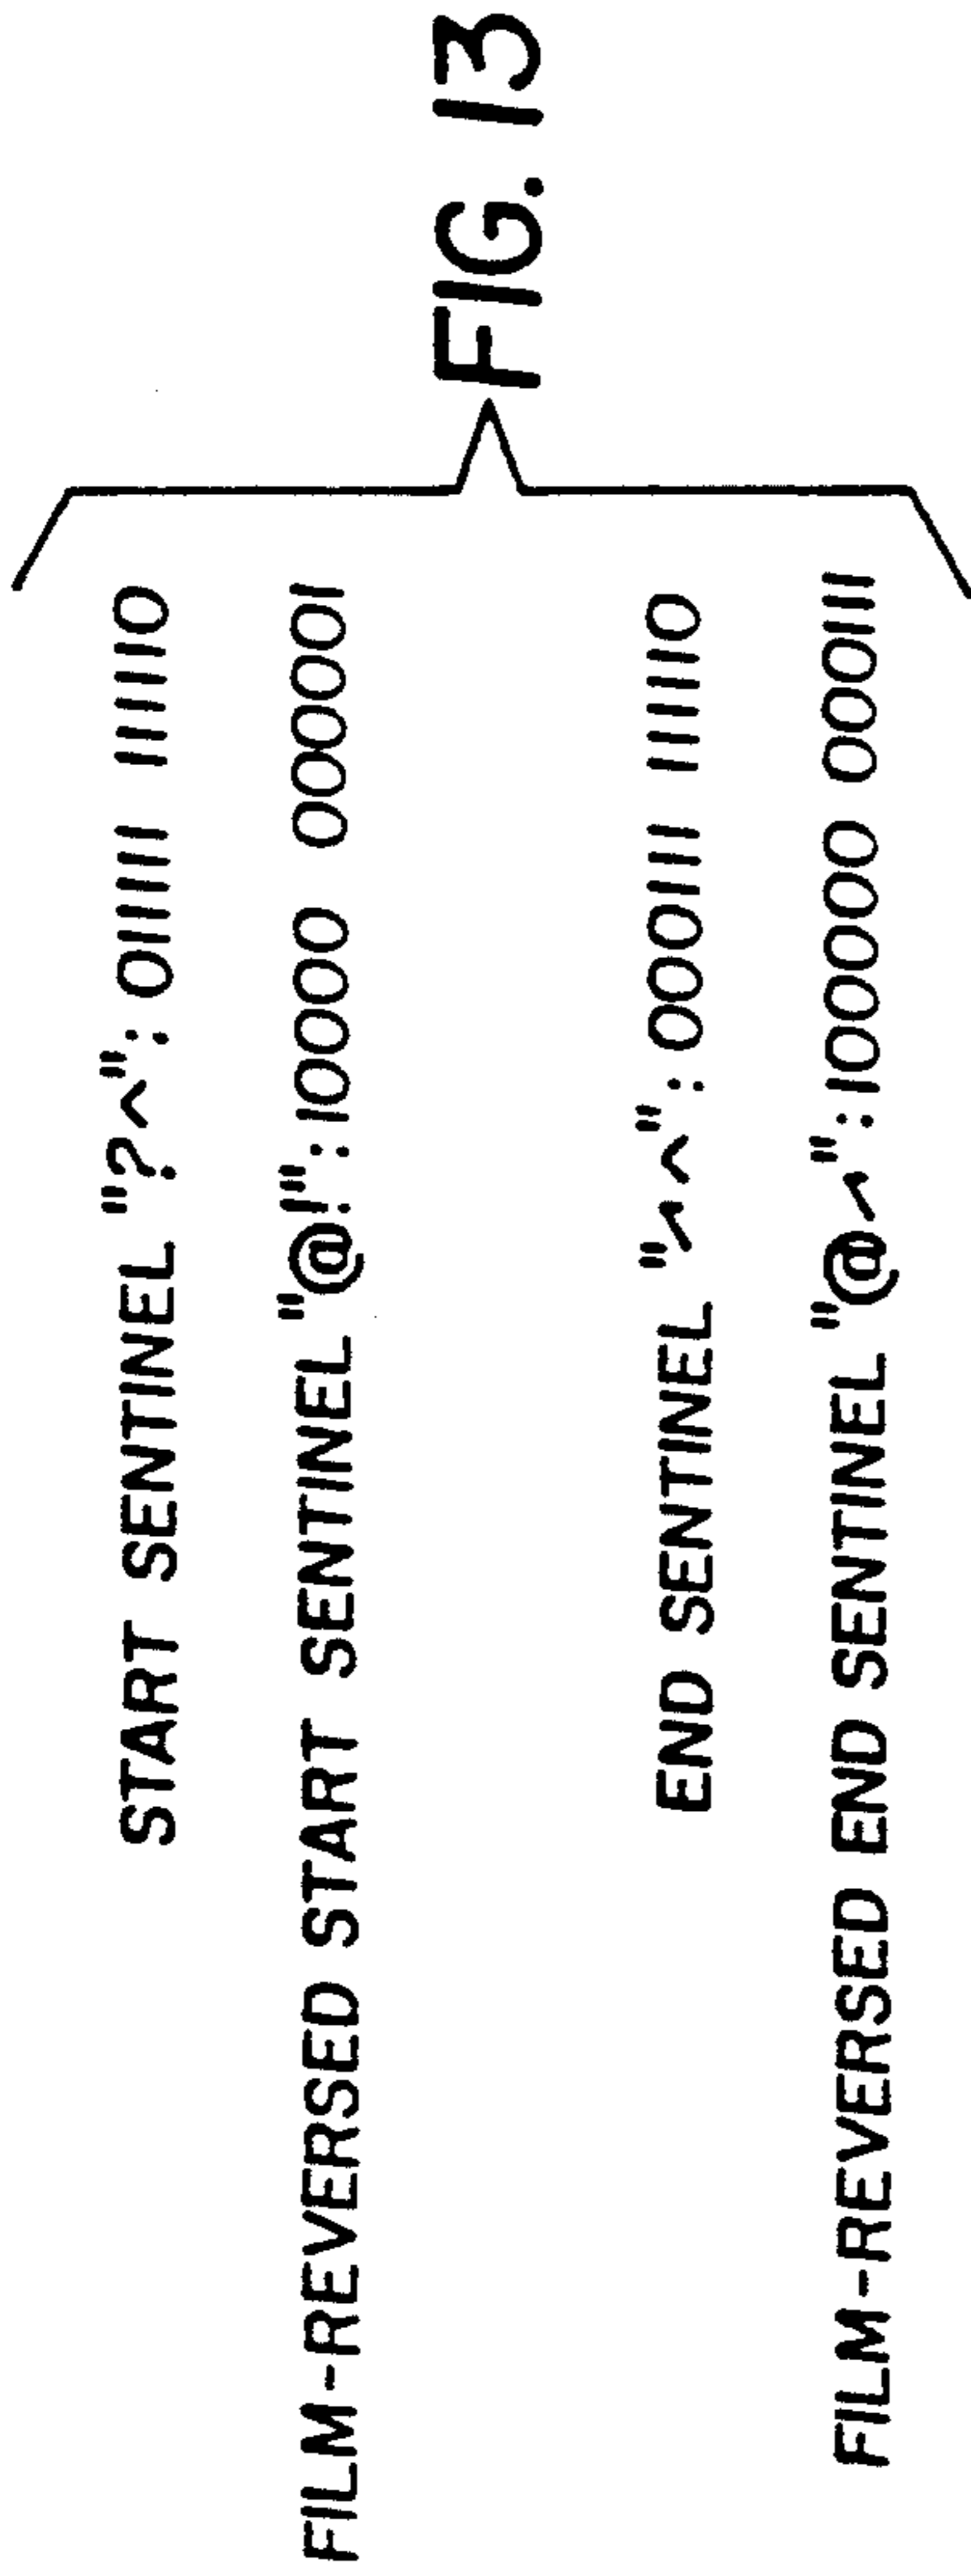 START SENTINEL "?^": 011111 111110
FILM-REVERSED START SENTINEL "@!": 10000 000001
END SENTINEL "~^": 000111 111110
FILM-REVERSED END SENTINEL "@~": 100000 000111
FIG. 13